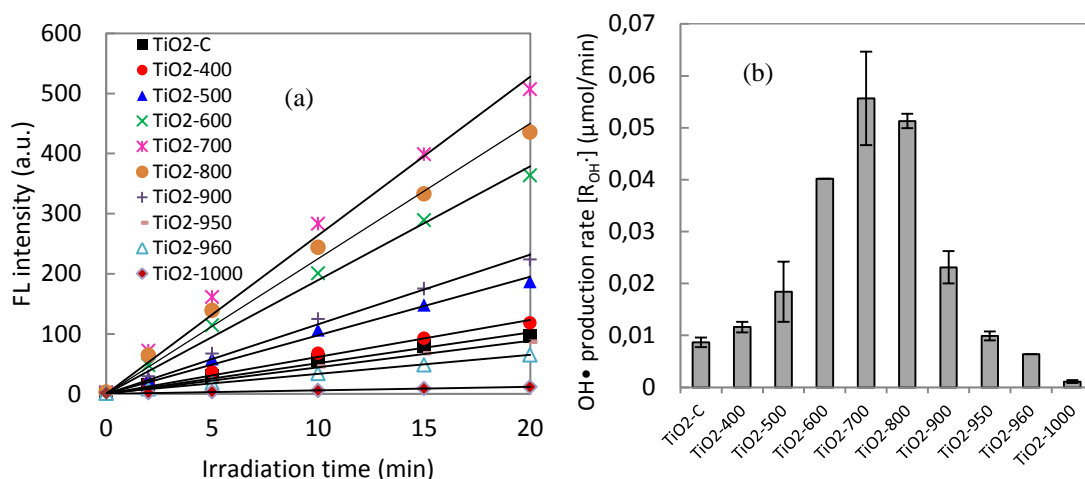 600
500
400
300
200
100
0
FL intensity (a.u.)
TiO2-C
TiO2-400
TiO2-500
TiO2-600
TiO2-700
TiO2-800
TiO2-900
TiO2-950
TiO2-960
TiO2-1000
(a)
0 5 10 15 20
Irradiation time (min)
0,07
0,06
0,05
0,04
0,03
0,02
0,01
0
OH● production rate [R_OH·] (µmol/min)
(b)
TiO2-C
TiO2-400
TiO2-500
TiO2-600
TiO2-700
TiO2-800
TiO2-900
TiO2-950
TiO2-960
TiO2-1000